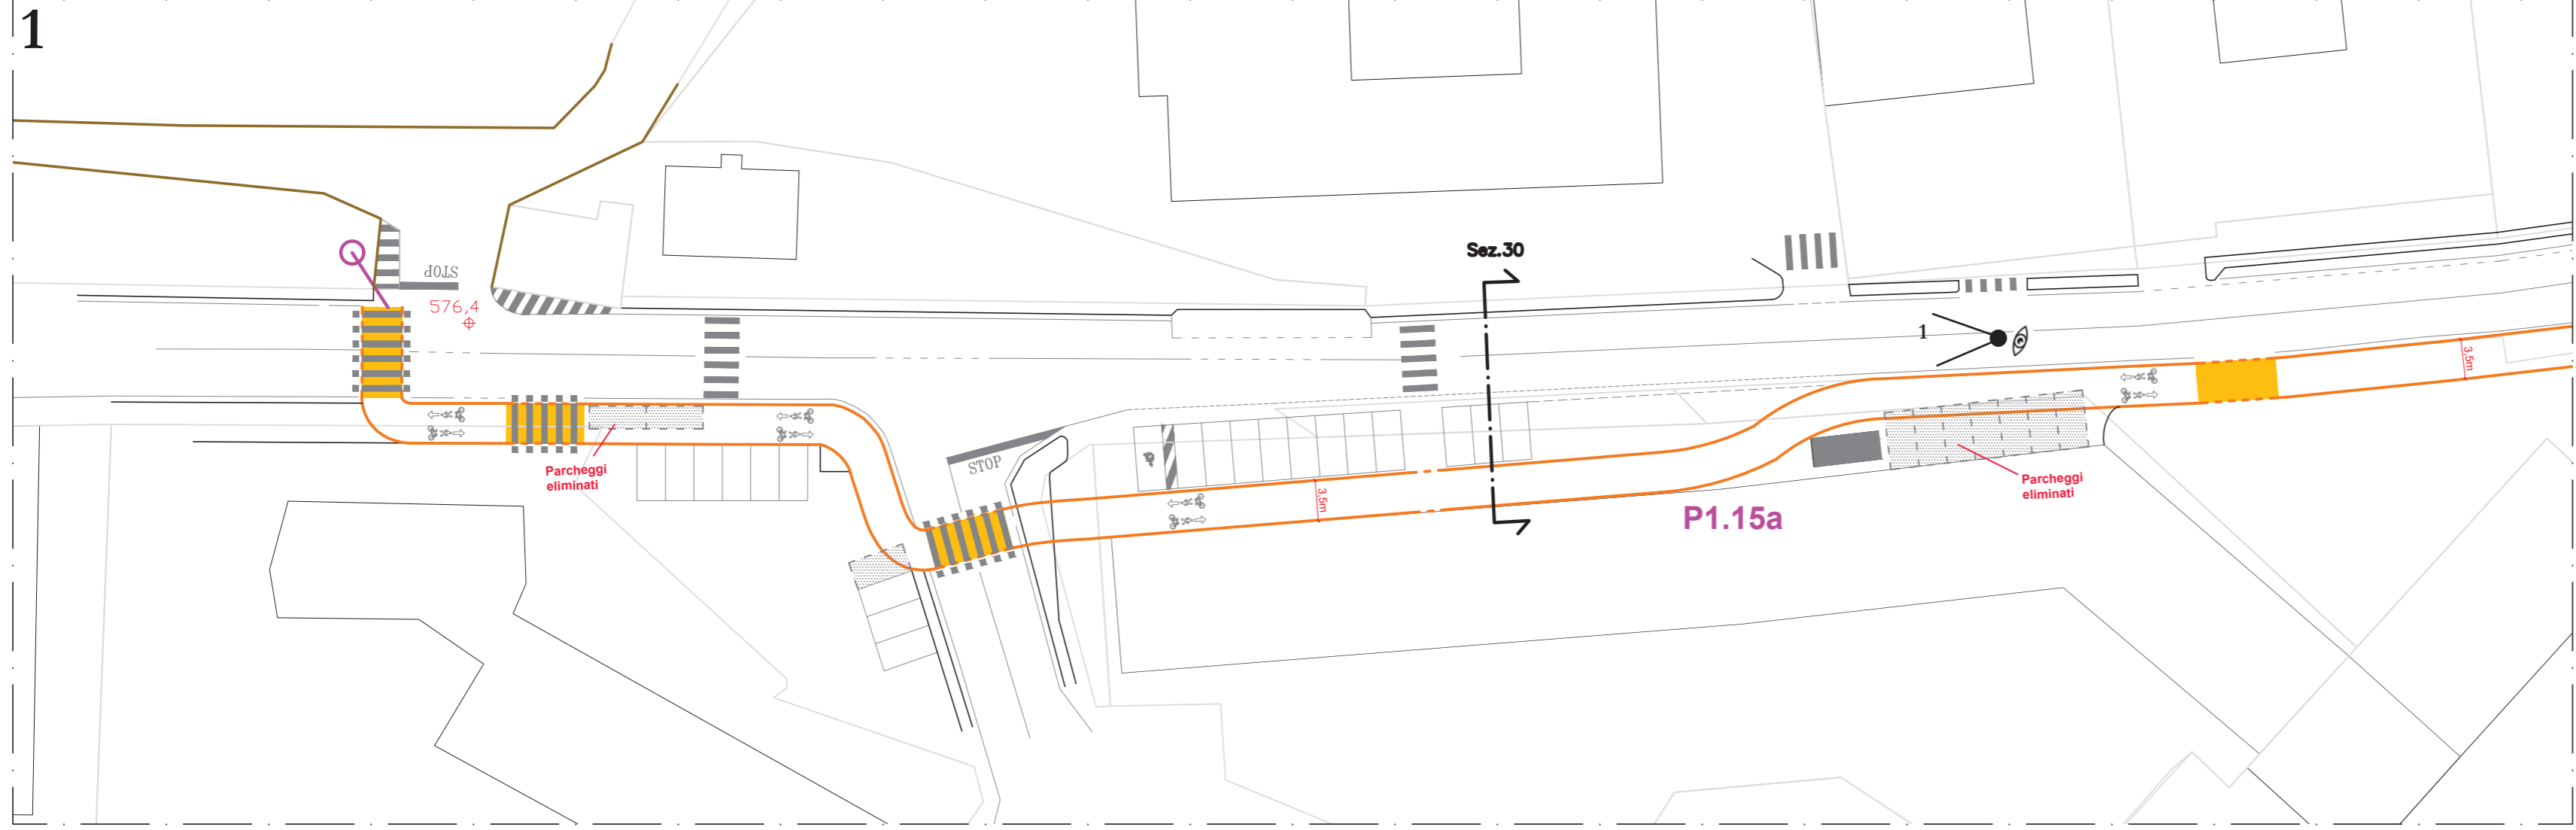 1
STOP
576,4
Sez.30
1
3,5m
Parcheggi
eliminati
STOP
3,5m
Parcheggi
eliminati
P1.15a